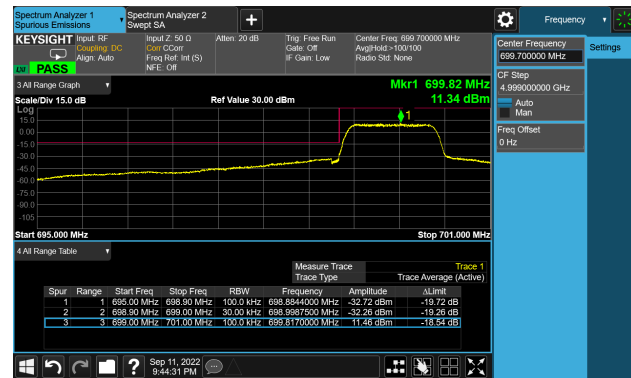 Spectrum Analyzer 1
Spurious Emissions
Spectrum Analyzer 2
Swept SA
+
Frequency
KEYSIGHT
Input: RF
Coupling: DC
Align: Auto
Input Z: 50 Ω
Corr CCorr
Freq Ref: Int (S)
NFE: Off
Atten: 20 dB
Trig: Free Run
Gate: Off
IF Gain: Low
Center Freq: 699.700000 MHz
Avg|Hold:>100/100
Radio Std: None
LXI PASS
Center Frequency
699.700000 MHz
Settings
CF Step
4.999000000 GHz
Auto
Man
Freq Offset
0 Hz
3 All Range Graph
Mkr1 699.82 MHz
Scale/Div 15.0 dB
Ref Value 30.00 dBm
11.34 dBm
Log
1
15.0
0.00
-15.0
-30.0
-45.0
-60.0
-75.0
-90.0
-105
Start 695.000 MHz
Stop 701.000 MHz
4 All Range Table
Measure Trace Trace 1
Trace Type Trace Average (Active)
Spur Range Start Freq Stop Freq RBW Frequency Amplitude ΔLimit
1 1 695.00 MHz 698.90 MHz 100.0 kHz 698.8844000 MHz -32.72 dBm -19.72 dB
2 2 698.90 MHz 699.00 MHz 30.00 kHz 698.9987500 MHz -32.26 dBm -19.26 dB
3 3 699.00 MHz 701.00 MHz 100.0 kHz 699.8170000 MHz 11.46 dBm -18.54 dB
?
Sep 11, 2022
9:44:31 PM